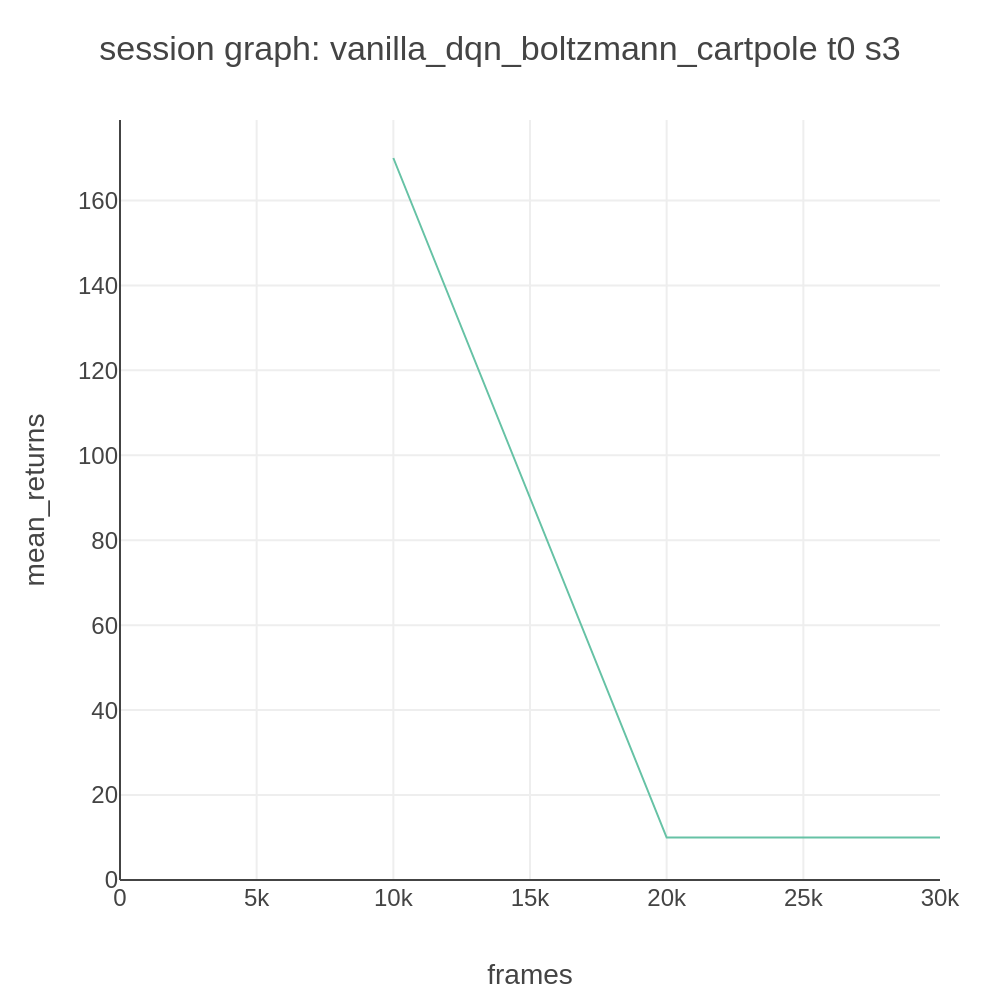 session graph: vanilla_dqn_boltzmann_cartpole t0 s3
160
140
120
100
80
60
40
20
0
mean_returns
0 5k 10k 15k 20k 25k 30k
frames